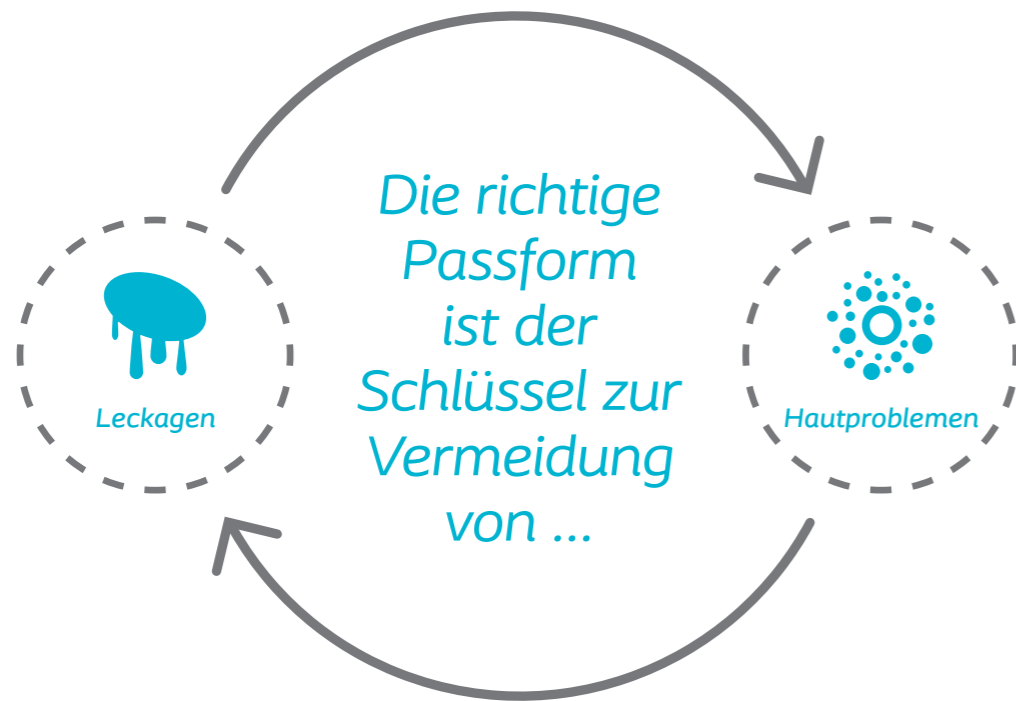 Die richtige
Passform
ist der
Schlüssel zur
Vermeidung
von ...
Leckagen
Hautproblemen